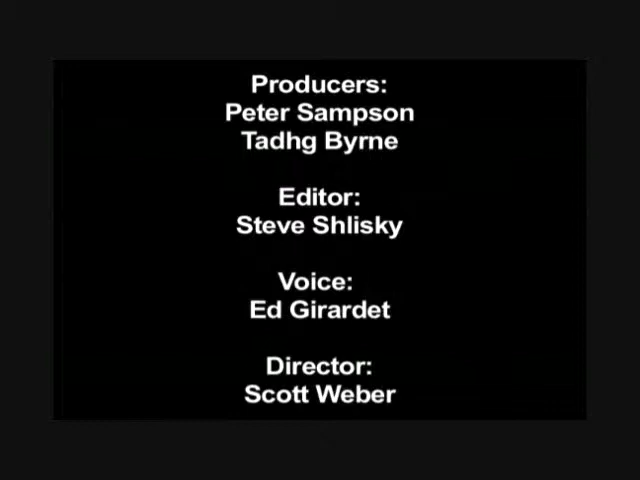 Producers:
Peter Sampson
Tadhg Byrne
Editor:
Steve Shlisky
Voice:
Ed Girardet
Director:
Scott Weber